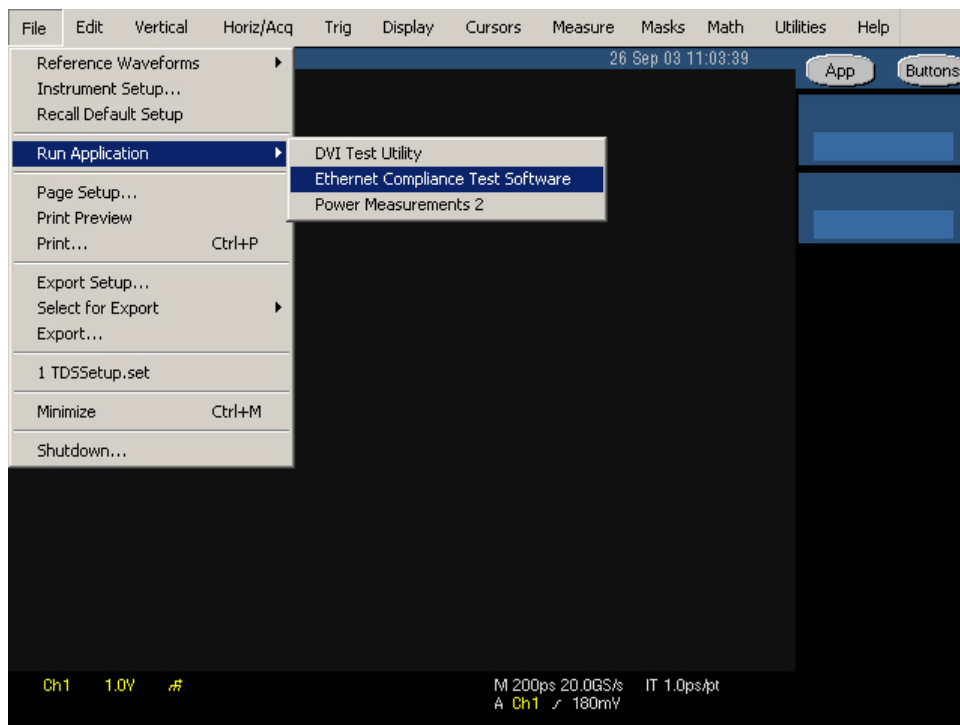 File Edit Vertical Horiz/Acq Trig Display Cursors Measure Masks Math Utilities Help
26 Sep 03 11:03:39
App Buttons
Reference Waveforms
Instrument Setup...
Recall Default Setup
Run Application
DVI Test Utility
Ethernet Compliance Test Software
Power Measurements 2
Page Setup...
Print Preview
Print... Ctrl+P
Export Setup...
Select for Export
Export...
1 TDSSetup.set
Minimize Ctrl+M
Shutdown...
Ch1 1.0V M 200ps 20.0GS/s IT 1.0ps/pt
A Ch1 180mV